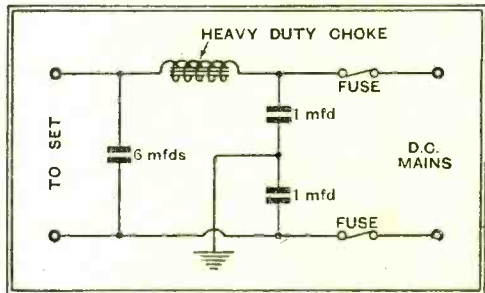 HEAVY DUTY CHOKE
FUSE
1 mfd
TO SET
6 mfds
D.C.
MAINS
1 mfd
FUSE